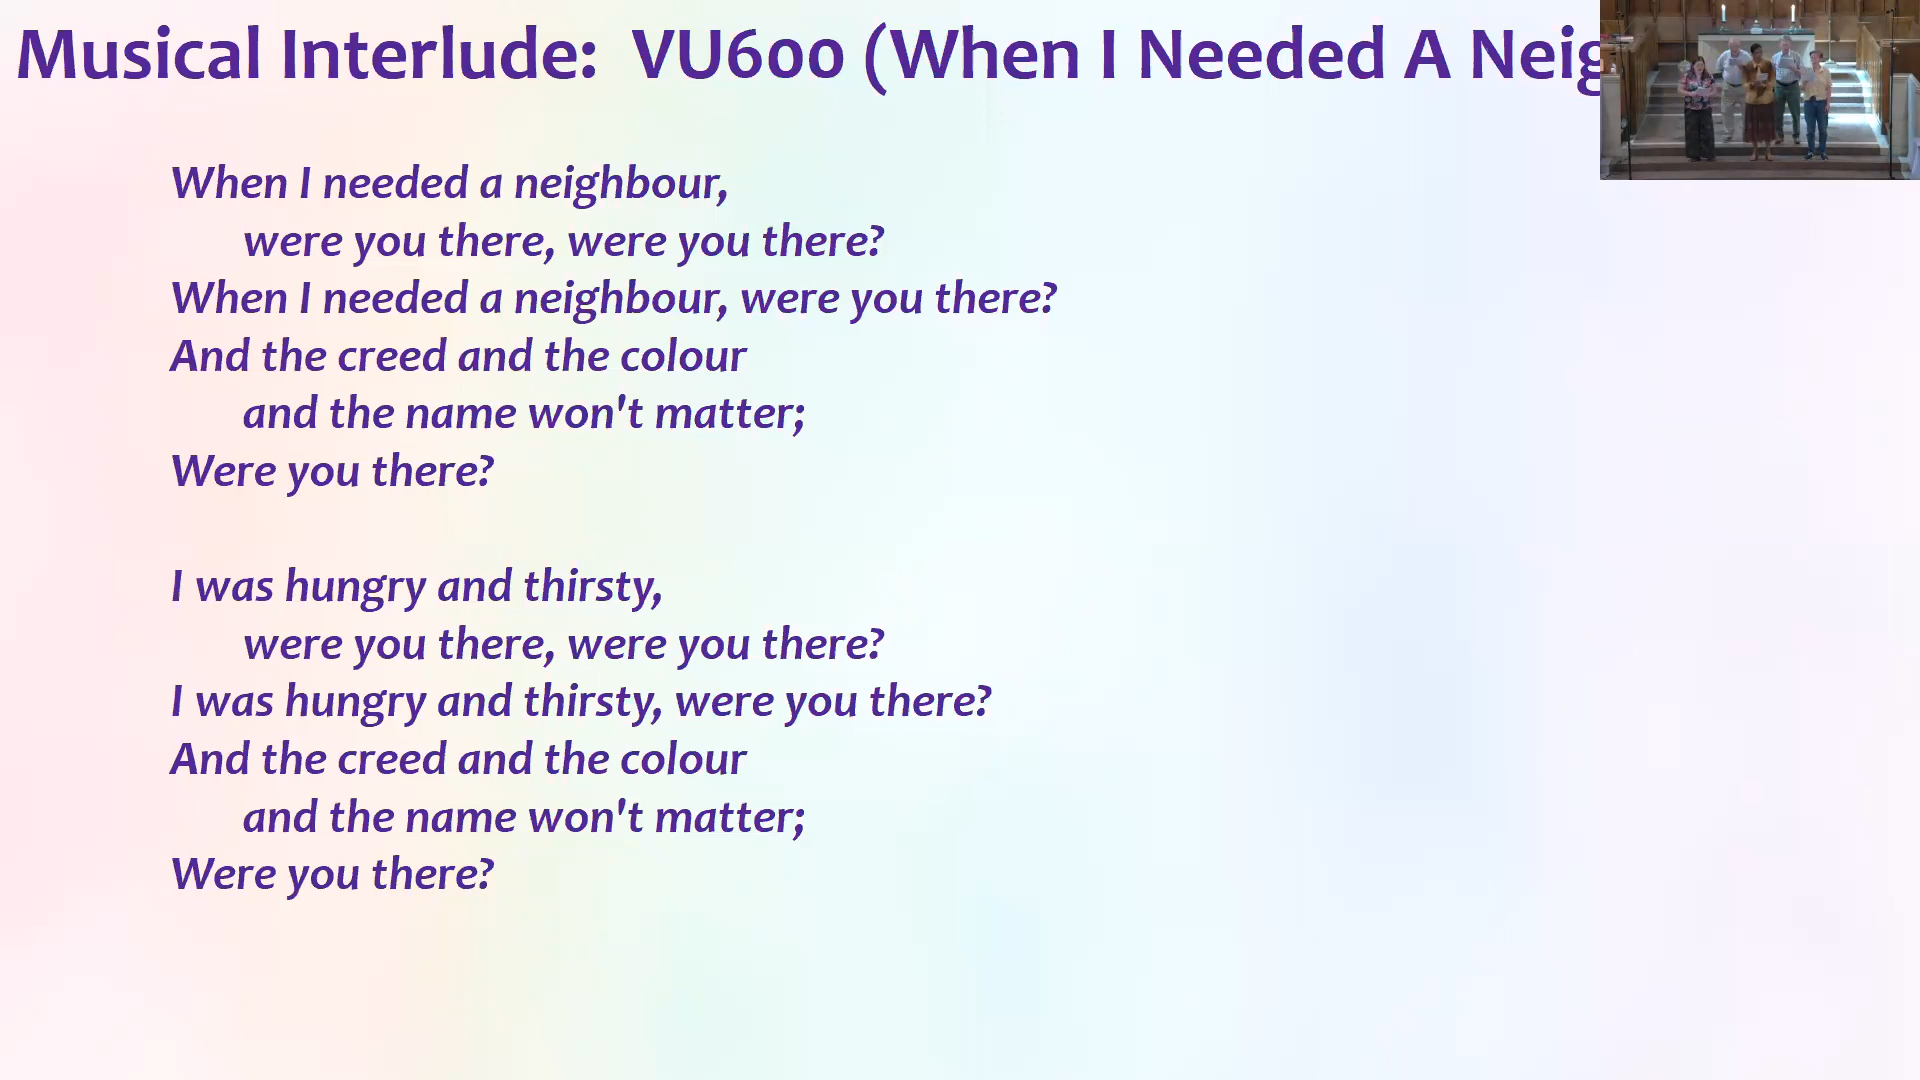 Musical Interlude: VU600 (When I Needed A Neig
When I needed a neighbour,
were you there, were you there?
When I needed a neighbour, were you there?
And the creed and the colour
and the name won't matter;
Were you there?
I was hungry and thirsty,
were you there, were you there?
I was hungry and thirsty, were you there?
And the creed and the colour
and the name won't matter;
Were you there?